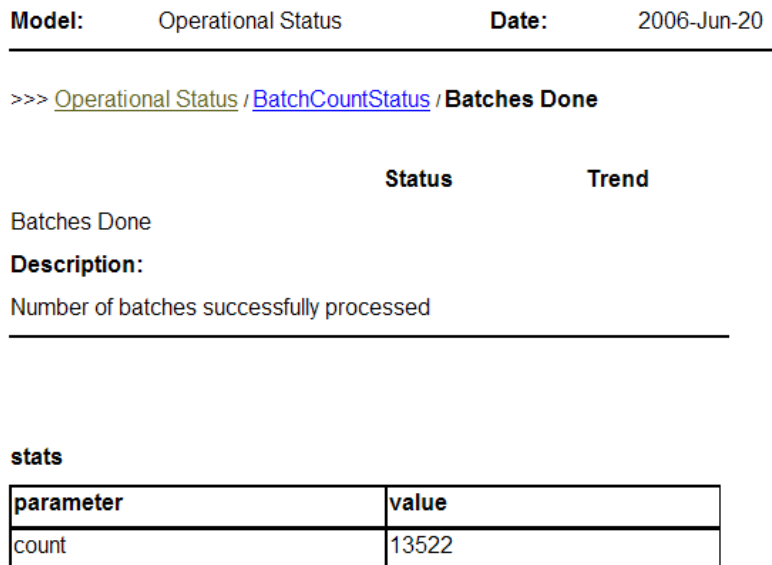 Model: Operational Status Date: 2006-Jun-20
>>> Operational Status / BatchCountStatus / Batches Done
Status Trend
Batches Done
Description:
Number of batches successfully processed
stats
parameter value
count 13522